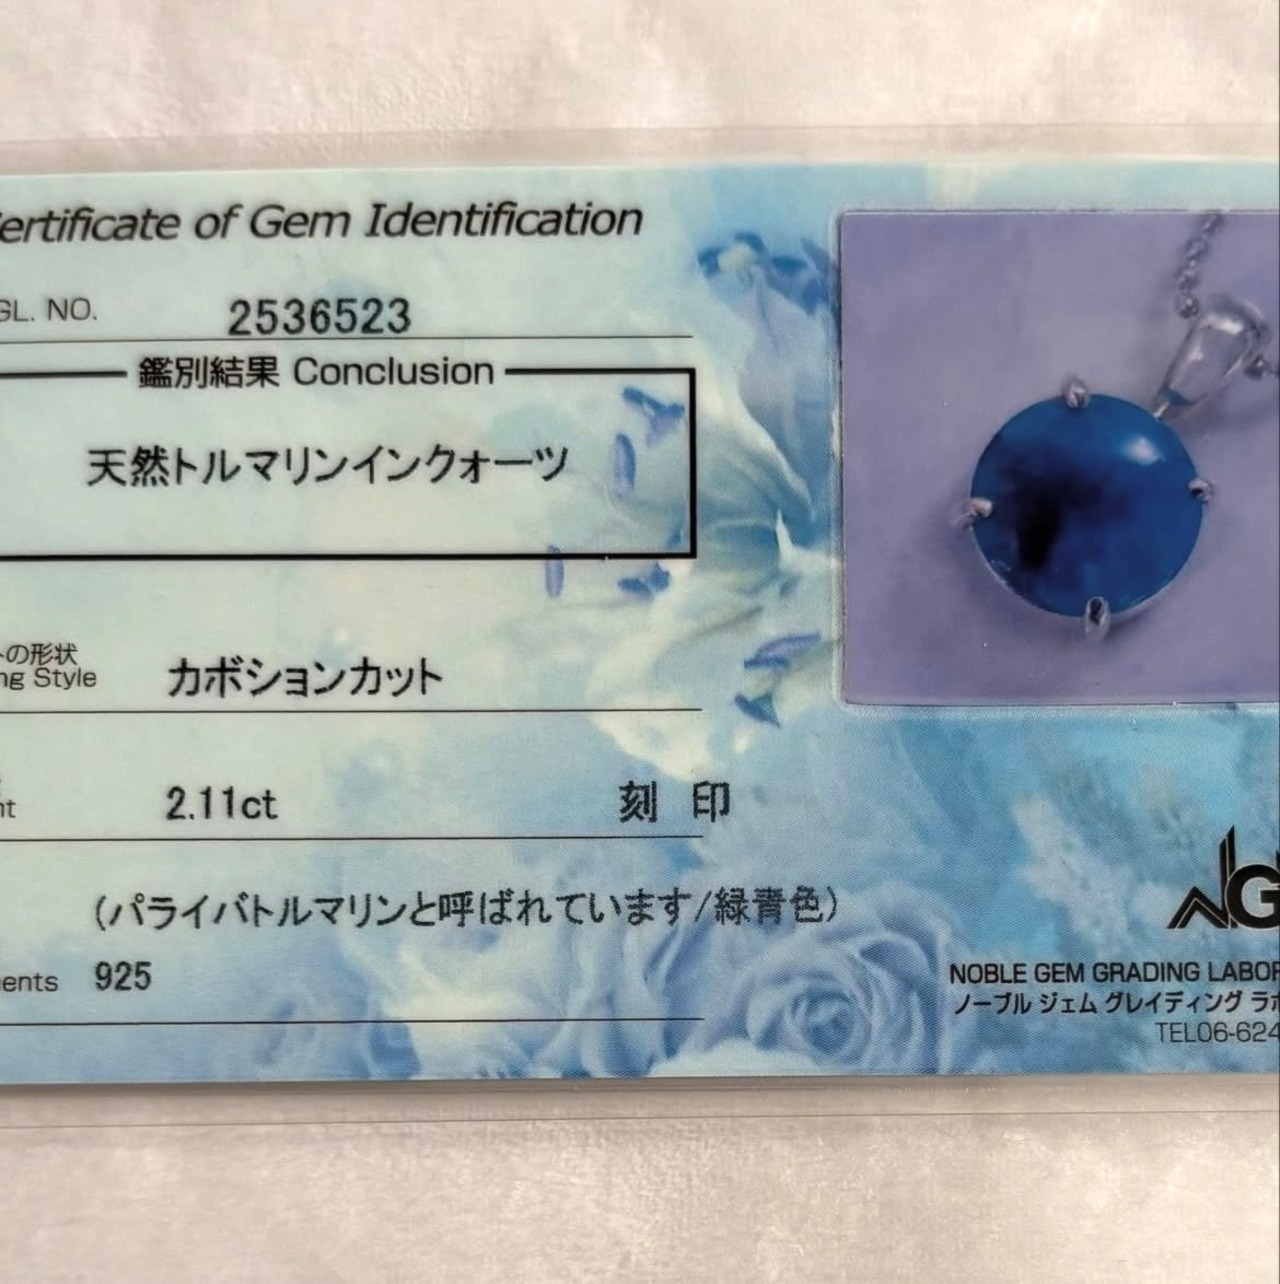 ertificate of Gem Identification
GL. NO. 2536523
鑑別結果 Conclusion
天然トルマリンインクォーツ
トの形状
ng Style カボションカット
nt 2.11ct 刻 印
(パライバトルマリンと呼ばれています/緑青色)
ents 925
NG
NOBLE GEM GRADING LABOR
ノーブル ジェム グレイディング ラボ
TEL06-624